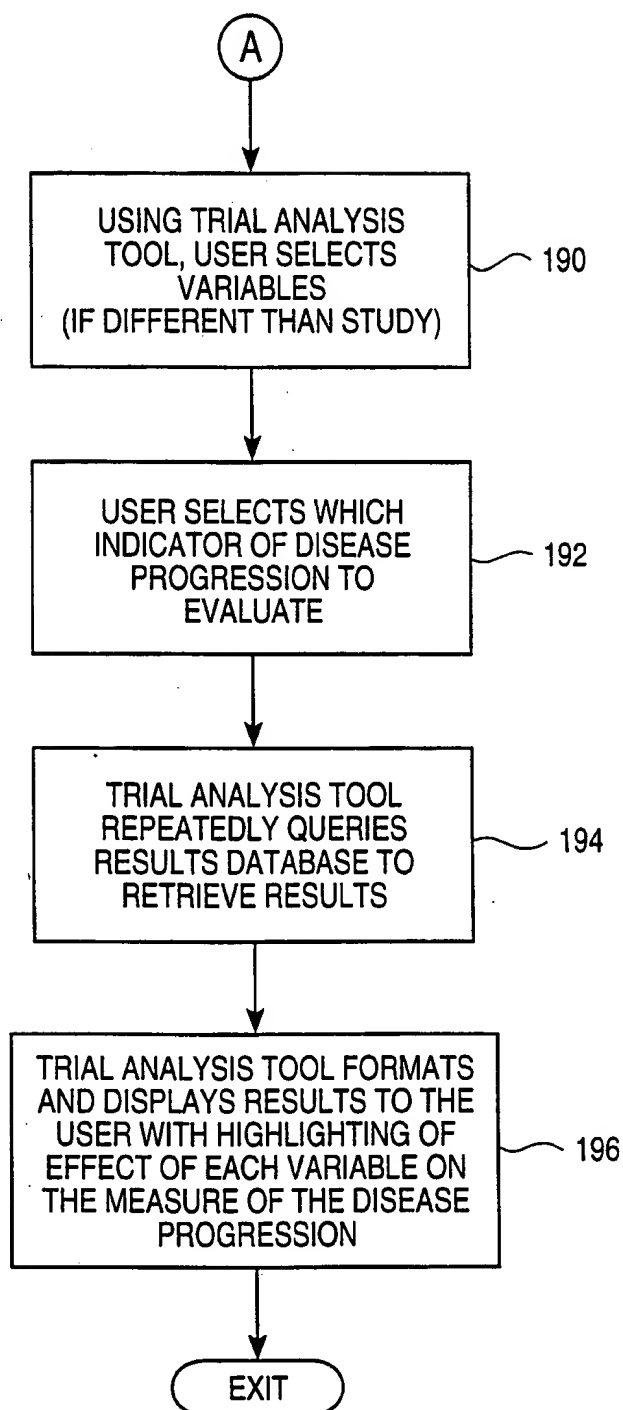 A
USING TRIAL ANALYSIS
TOOL, USER SELECTS
VARIABLES
(IF DIFFERENT THAN STUDY)
190
USER SELECTS WHICH
INDICATOR OF DISEASE
PROGRESSION TO
EVALUATE
192
TRIAL ANALYSIS TOOL
REPEATEDLY QUERIES
RESULTS DATABASE TO
RETRIEVE RESULTS
194
TRIAL ANALYSIS TOOL FORMATS
AND DISPLAYS RESULTS TO THE
USER WITH HIGHLIGHTING OF
EFFECT OF EACH VARIABLE ON
THE MEASURE OF THE DISEASE
PROGRESSION
196
EXIT